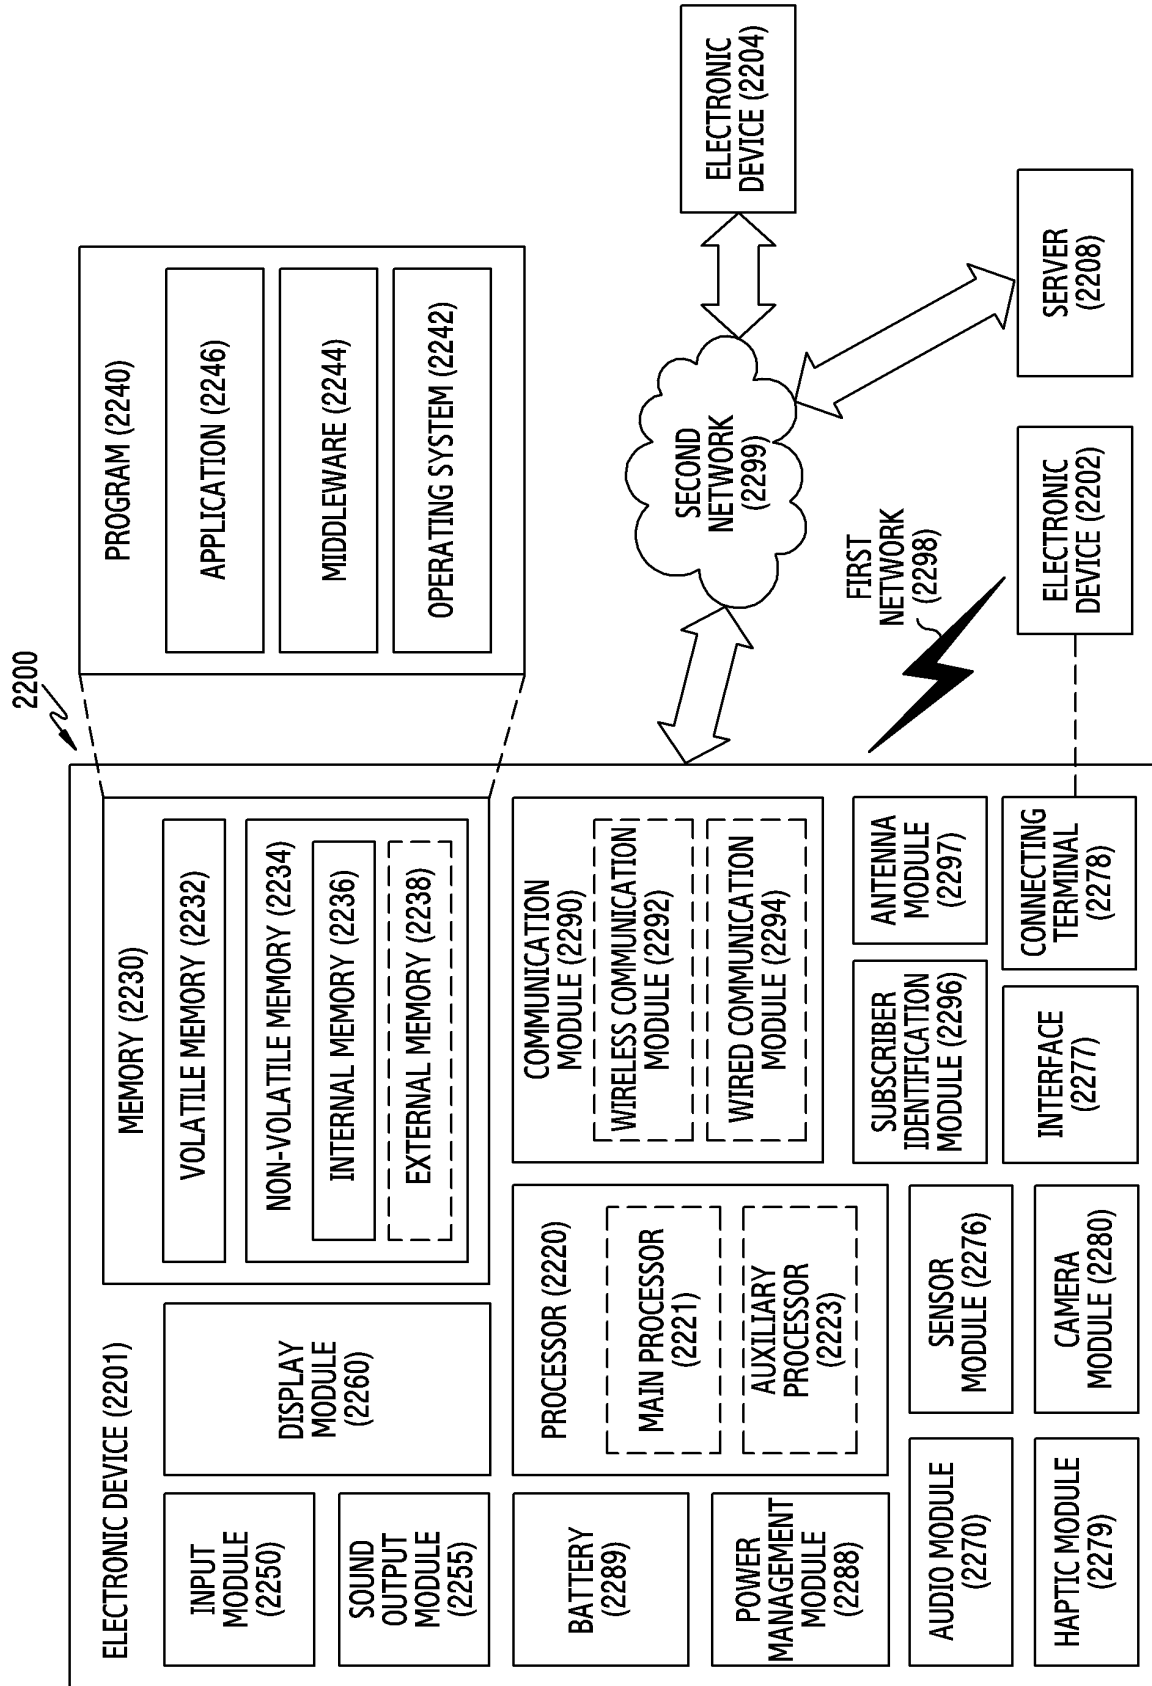 2200
ELECTRONIC DEVICE (2201)
INPUT
MODULE
(2250)
SOUND
OUTPUT
MODULE
(2255)
DISPLAY
MODULE
(2260)
MEMORY (2230)
VOLATILE MEMORY (2232)
NON-VOLATILE MEMORY (2234)
INTERNAL MEMORY (2236)
EXTERNAL MEMORY (2238)
PROGRAM (2240)
APPLICATION (2246)
MIDDLEWARE (2244)
OPERATING SYSTEM (2242)
BATTERY
(2289)
POWER
MANAGEMENT
MODULE
(2288)
PROCESSOR (2220)
MAIN PROCESSOR
(2221)
AUXILIARY
PROCESSOR
(2223)
COMMUNICATION
MODULE (2290)
WIRELESS COMMUNICATION
MODULE (2292)
WIRED COMMUNICATION
MODULE (2294)
SECOND
NETWORK
(2299)
ELECTRONIC
DEVICE (2204)
AUDIO MODULE
(2270)
SENSOR
MODULE (2276)
SUBSCRIBER
IDENTIFICATION
MODULE (2296)
ANTENNA
MODULE
(2297)
FIRST
NETWORK
(2298)
HAPTIC MODULE
(2279)
CAMERA
MODULE (2280)
INTERFACE
(2277)
CONNECTING
TERMINAL
(2278)
ELECTRONIC
DEVICE (2202)
SERVER
(2208)